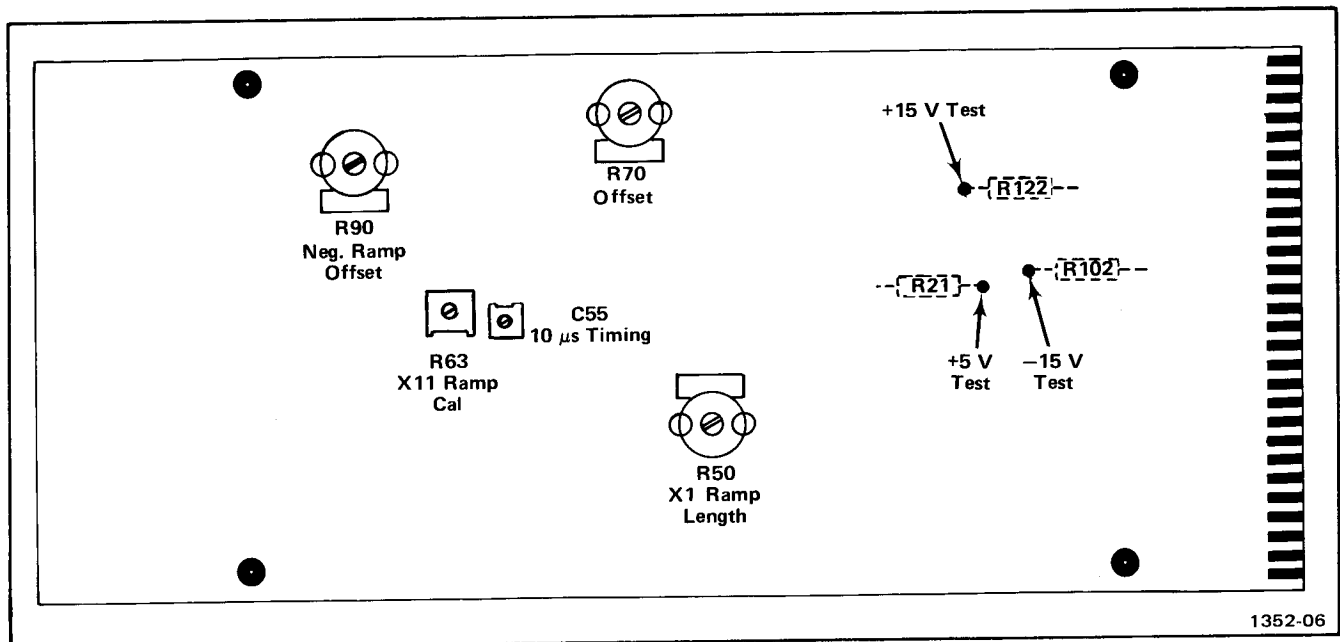 +15 V Test
R122
R70
Offset
R90
Neg. Ramp
Offset
R102
R21
C55
10 μs Timing
R63
X11 Ramp
Cal
+5 V
Test
−15 V
Test
R50
X1 Ramp
Length
1352-06